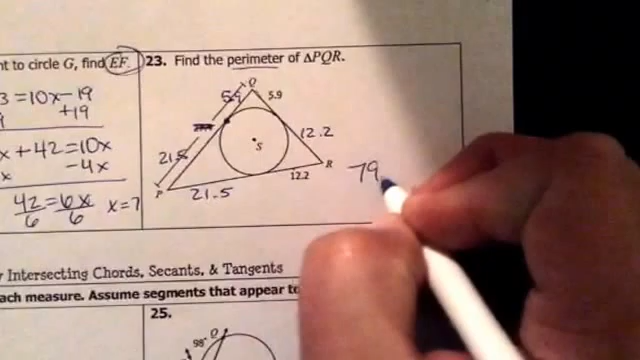 nt to circle G, find EF.
3 = 10x - 19
9 +19
x + 42 = 10x
x -4x
42 = 6x
6 6 x = 7
23. Find the perimeter of △PQR.
Q
5.9 5.9
12.2
21.5
S
R
12.2
P
21.5
79.
Intersecting Chords, Secants, & Tangents
ach measure. Assume segments that appear to
25.
Q
98°